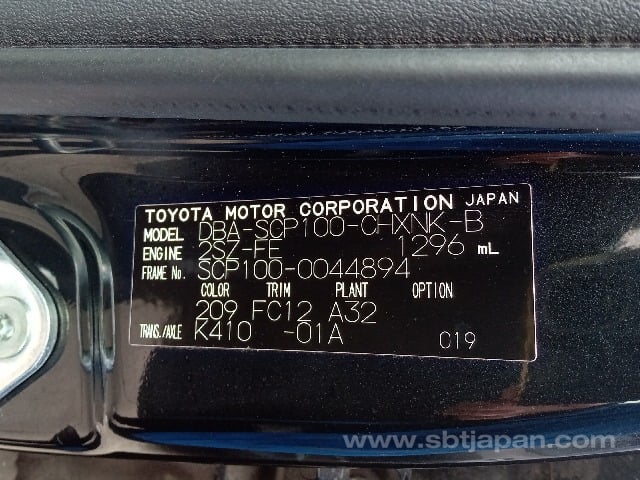 TOYOTA MOTOR CORPORATION JAPAN
MODEL DBA-SCP100-CHXNK-B
ENGINE 2SZ-FE 1296 mL
FRAME No. SCP100-0044894
COLOR TRIM PLANT OPTION
209 FC12 A32
TRANS./AXLE K410 -01A C19
www.sbtjapan.com